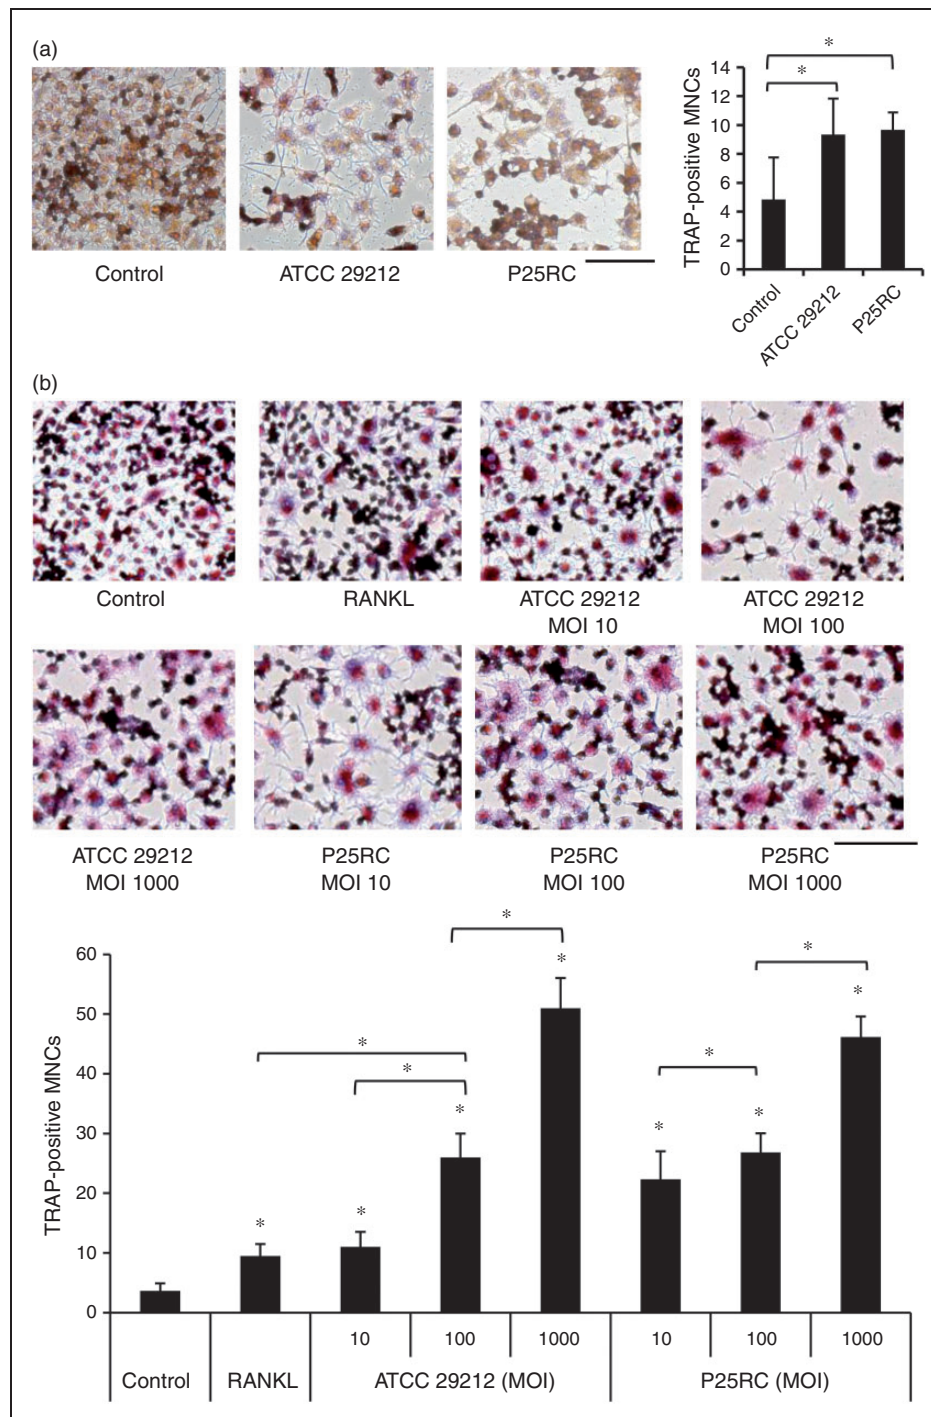 (a)
Control
ATCC 29212
P25RC
*
*
TRAP-positive MNCs
14
12
10
8
6
4
2
0
Control
ATCC 29212
P25RC
(b)
Control
RANKL
ATCC 29212
MOI 10
ATCC 29212
MOI 100
ATCC 29212
MOI 1000
P25RC
MOI 10
P25RC
MOI 100
P25RC
MOI 1000
TRAP-positive MNCs
60
50
40
30
20
10
0
*
*
*
*
*
*
*
*
*
*
*
*
10
100
1000
10
100
1000
Control
RANKL
ATCC 29212 (MOI)
P25RC (MOI)